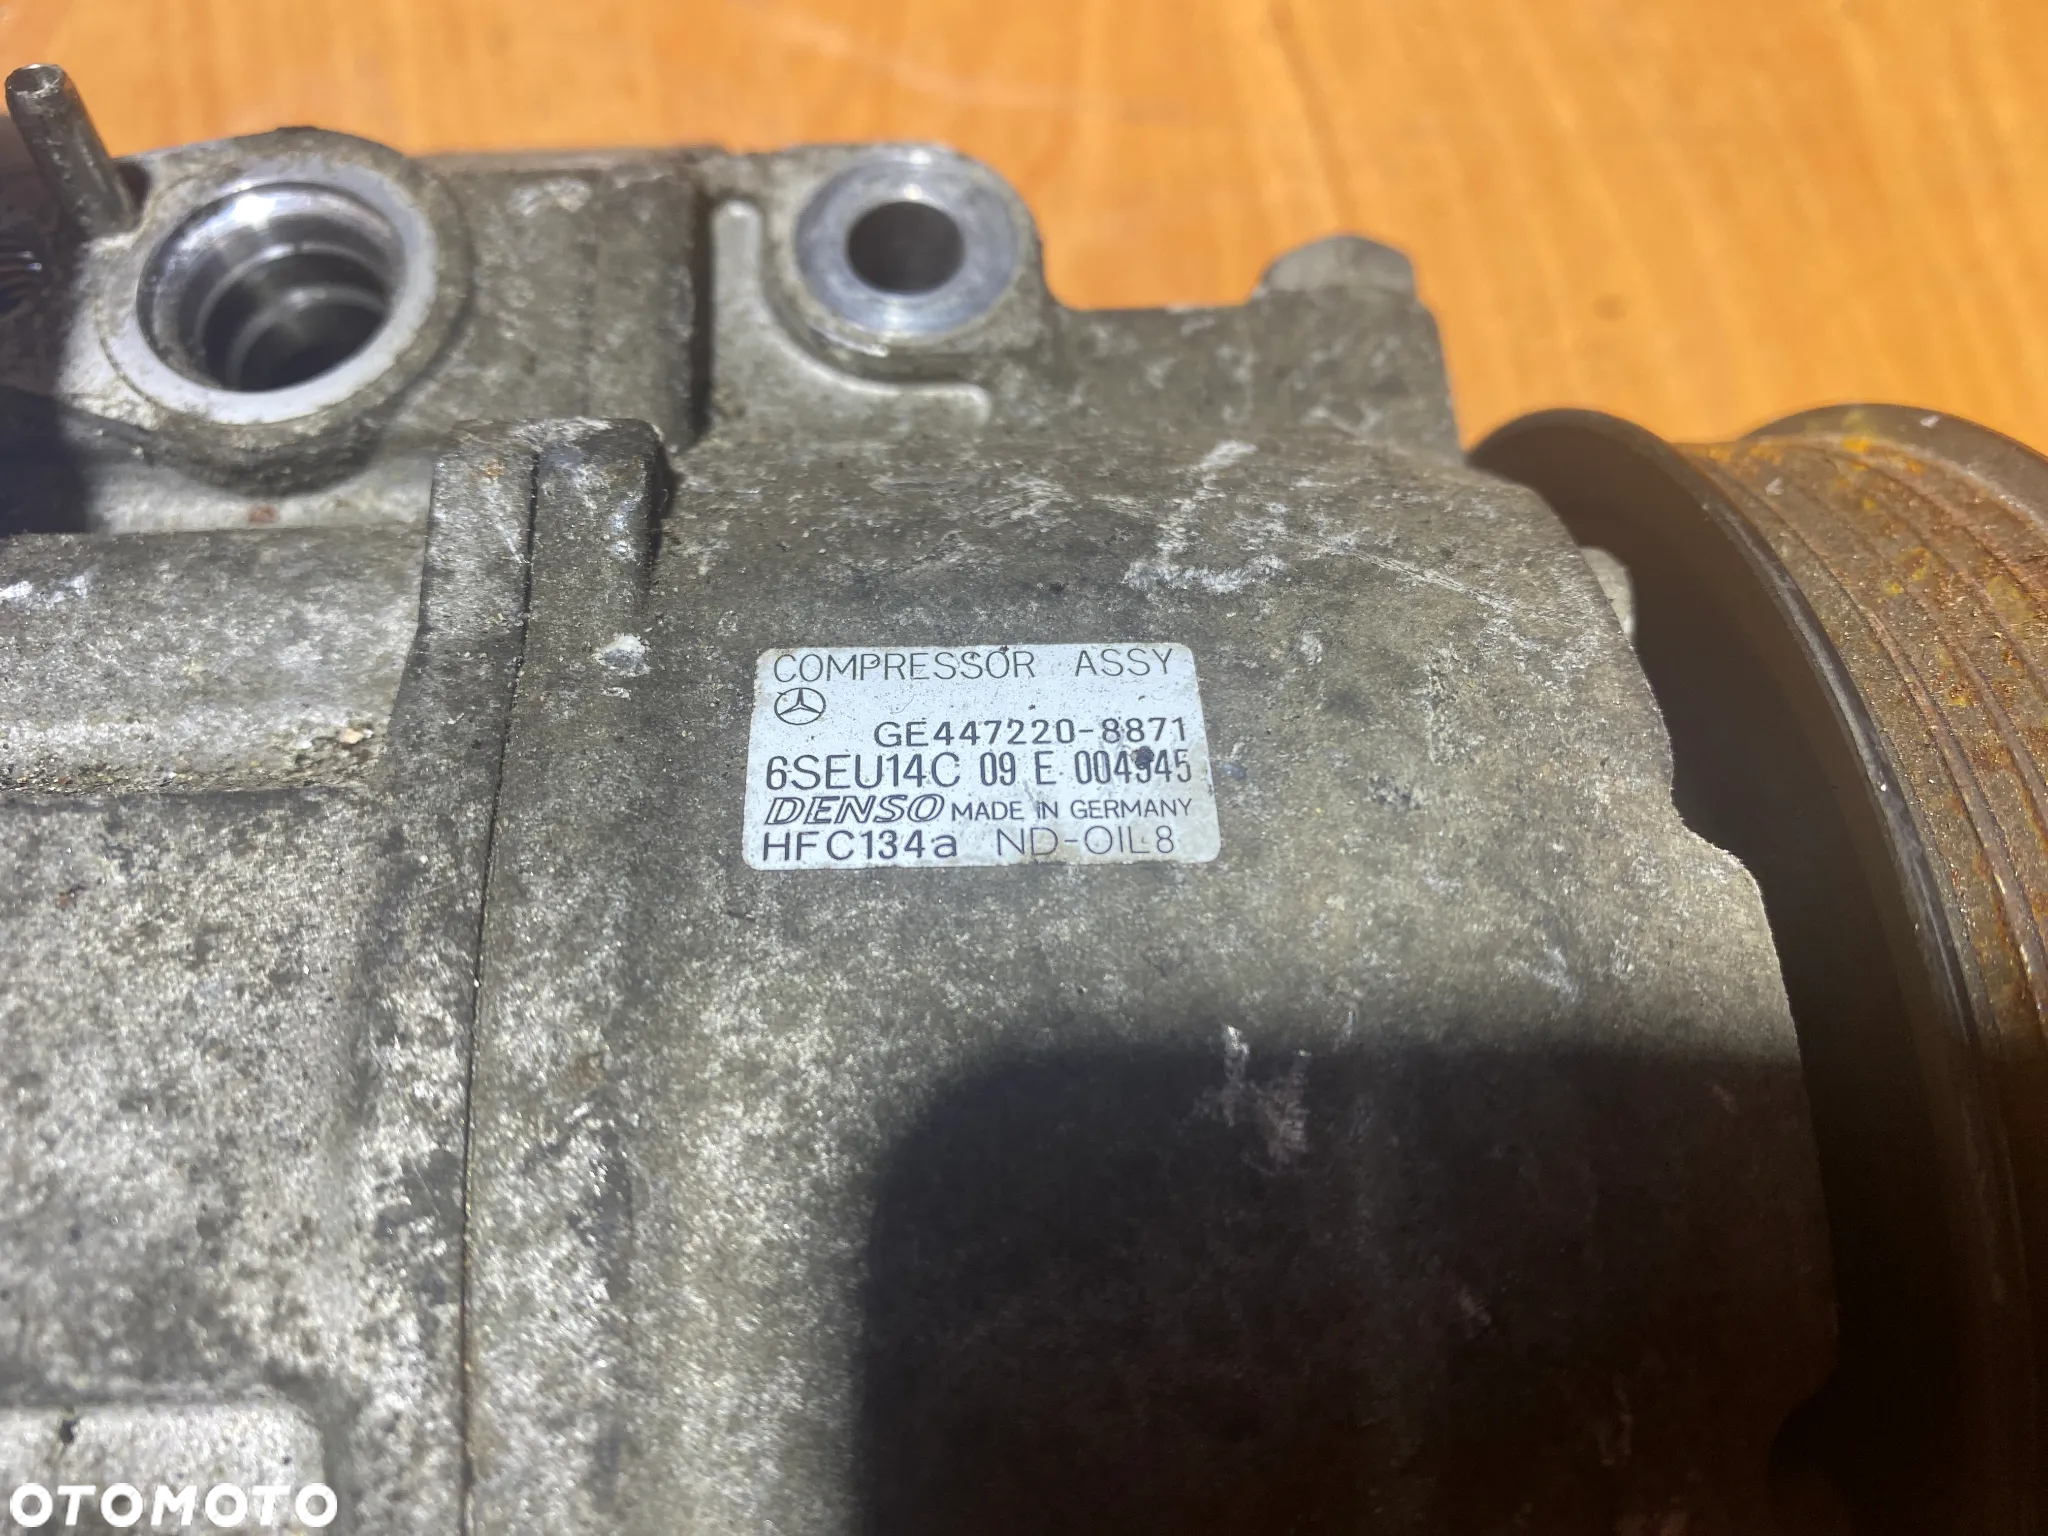 COMPRESSOR ASSY
GE447220-8871
6SEU14C 09 E 004945
DENSO MADE IN GERMANY
HFC134a ND-OIL8
OTOMOTO